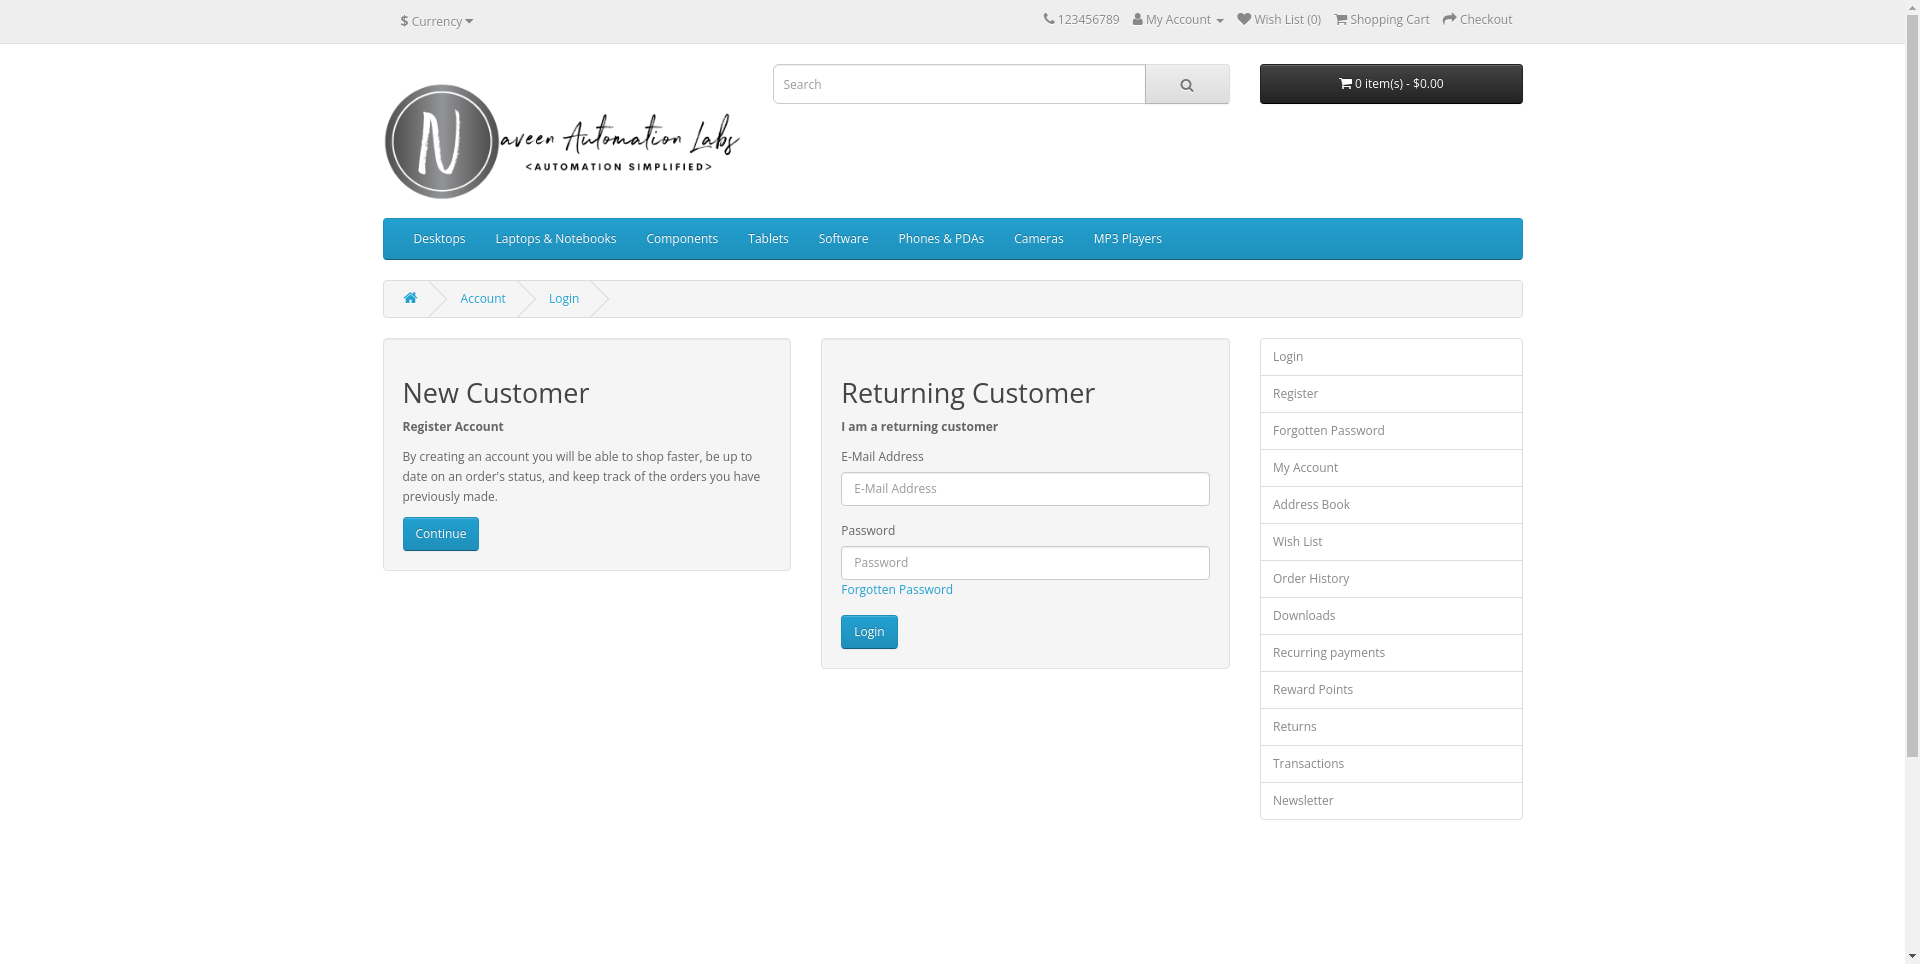 $ Currency
123456789 My Account Wish List (0) Shopping Cart Checkout
Search
0 item(s) - $0.00
N
aveen Automation Labs
<AUTOMATION SIMPLIFIED>
Desktops Laptops & Notebooks Components Tablets Software Phones & PDAs Cameras MP3 Players
Account Login
New Customer
Register Account
By creating an account you will be able to shop faster, be up to
date on an order's status, and keep track of the orders you have
previously made.
Continue
Returning Customer
I am a returning customer
E-Mail Address
E-Mail Address
Password
Password
Forgotten Password
Login
Login
Register
Forgotten Password
My Account
Address Book
Wish List
Order History
Downloads
Recurring payments
Reward Points
Returns
Transactions
Newsletter